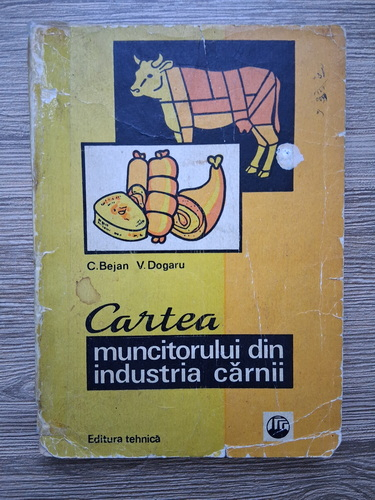 C.Bejan V.Dogaru
Cartea
muncitorului din
industria cărnii
Editura tehnică